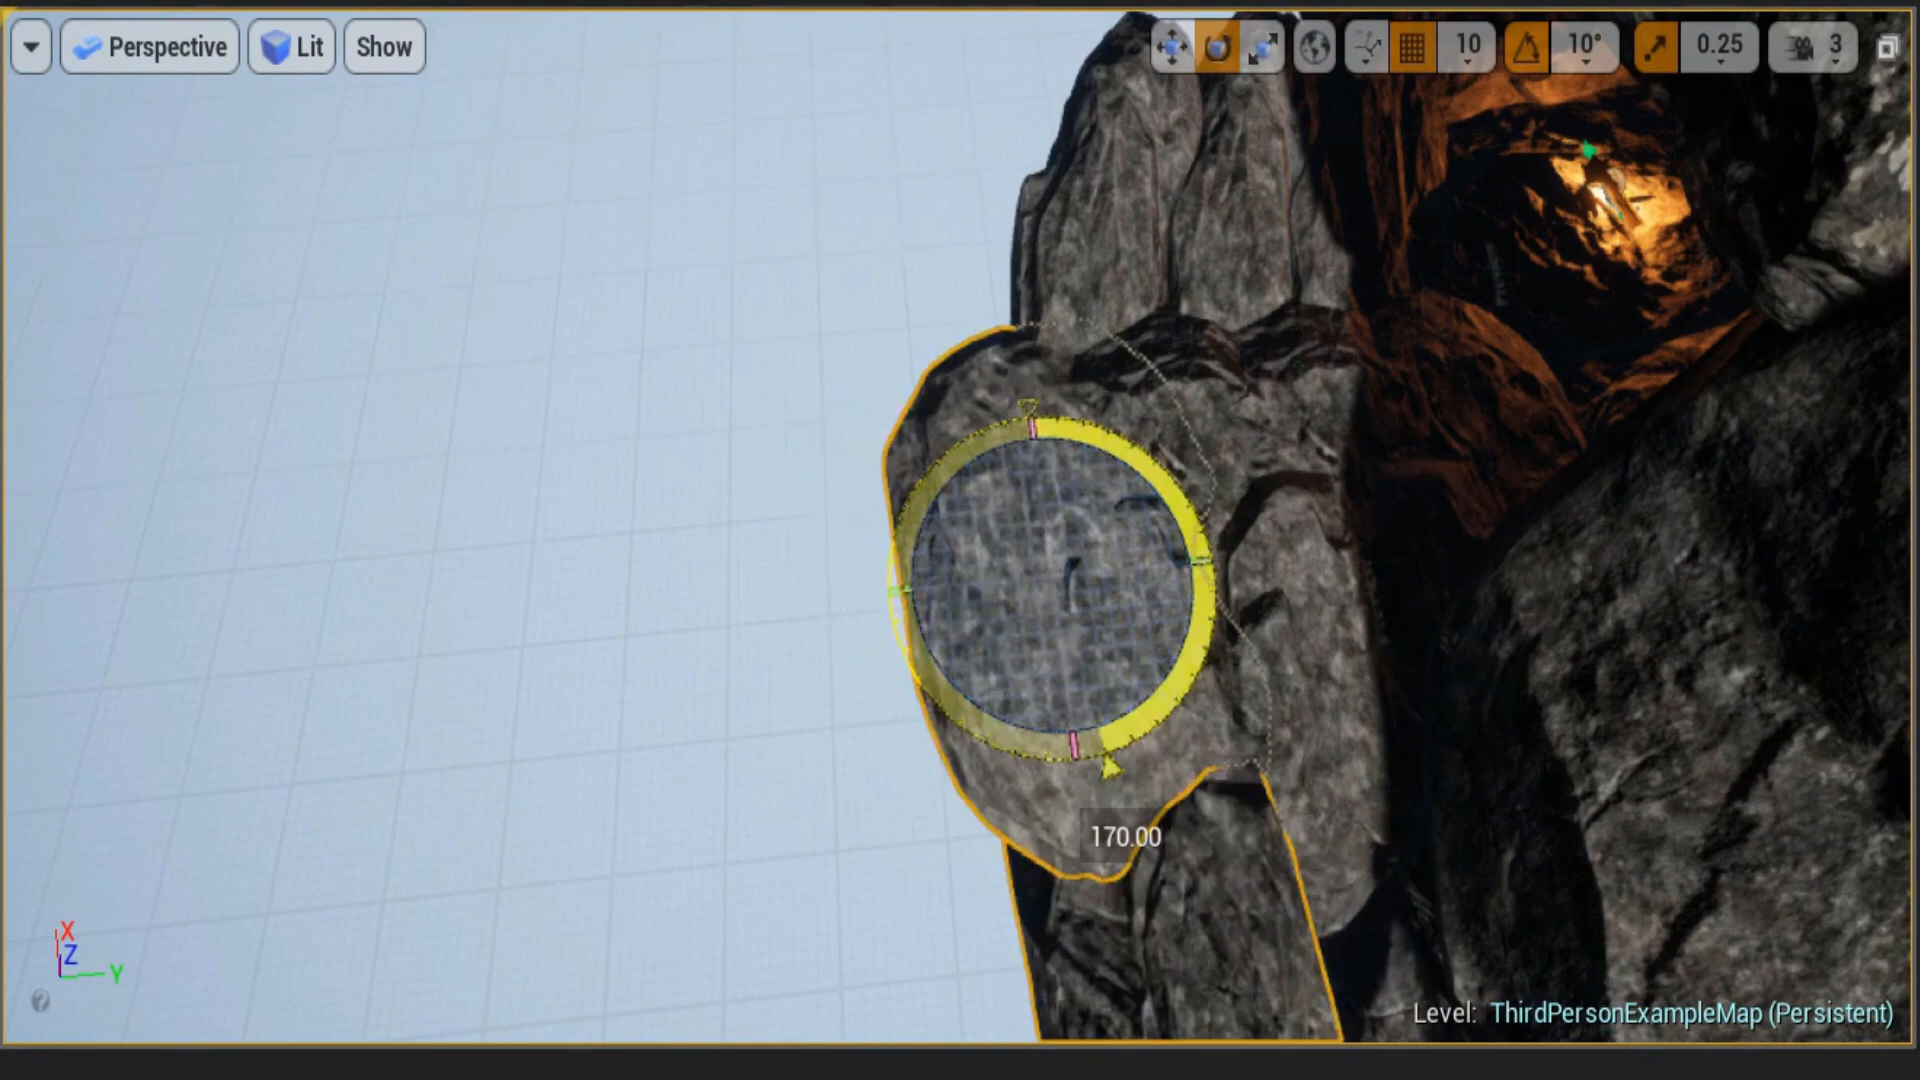 Perspective Lit Show 10 10° 0.25 3
170.00
X
Z
Y
?
Level: ThirdPersonExampleMap (Persistent)